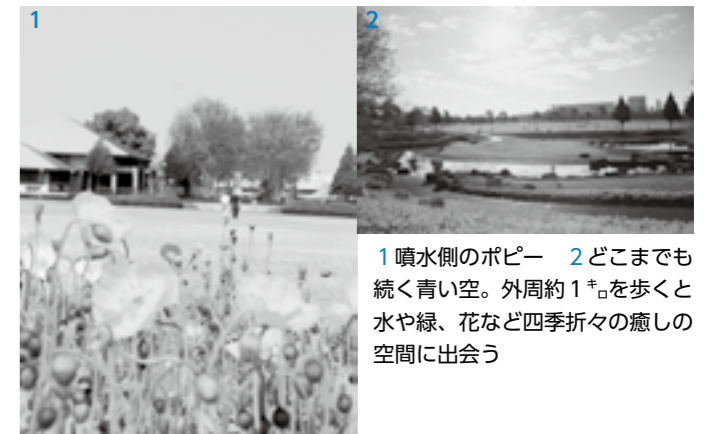 1
2
1 噴水側のポピー　2 どこまでも
続く青い空。外周約１㌔を歩くと
水や緑、花など四季折々の癒しの
空間に出会う